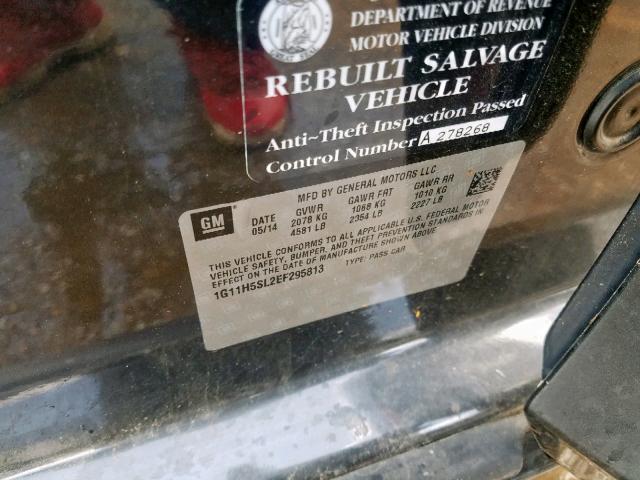 GREAT SEAL
DEPARTMENT OF REVENUE
MOTOR VEHICLE DIVISION
REBUILT SALVAGE
VEHICLE
Anti~Theft Inspection Passed
Control Number A 278268
GM
MFD BY GENERAL MOTORS LLC
DATE GVWR GAWR FRT GAWR RR
05/14 2078 KG 1068 KG 1010 KG
4581 LB 2354 LB 2227 LB
THIS VEHICLE CONFORMS TO ALL APPLICABLE U.S. FEDERAL MOTOR
VEHICLE SAFETY, BUMPER, AND THEFT PREVENTION STANDARDS IN
EFFECT ON THE DATE OF MANUFACTURE SHOWN ABOVE
1G11H5SL2EF295813 TYPE: PASS CAR